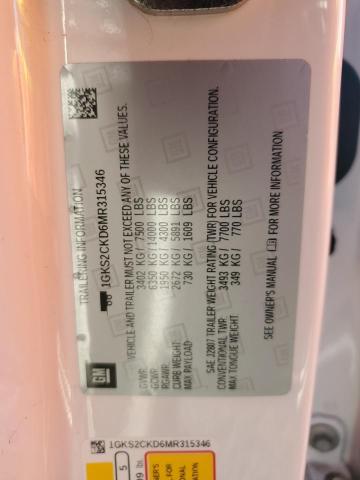 TRAILERING INFORMATION
1GKS2CKD6MR315346
GM
VEHICLE AND TRAILER MUST NOT EXCEED ANY OF THESE VALUES.
GVWR: 3402 KG / 7500 LBS
GCWR: 6350 KG / 14000 LBS
RGAWR: 1950 KG / 4300 LBS
CURB WEIGHT: 2672 KG / 5891 LBS
MAX PAYLOAD: 730 KG / 1609 LBS
SAE J2807 TRAILER WEIGHT RATING (TWR) FOR VEHICLE CONFIGURATION.
CONVENTIONAL TWR: 3493 KG / 7700 LBS
MAX TONGUE WEIGHT: 349 KG / 770 LBS
SEE OWNER'S MANUAL FOR MORE INFORMATION
1GKS2CKD6MR315346
5